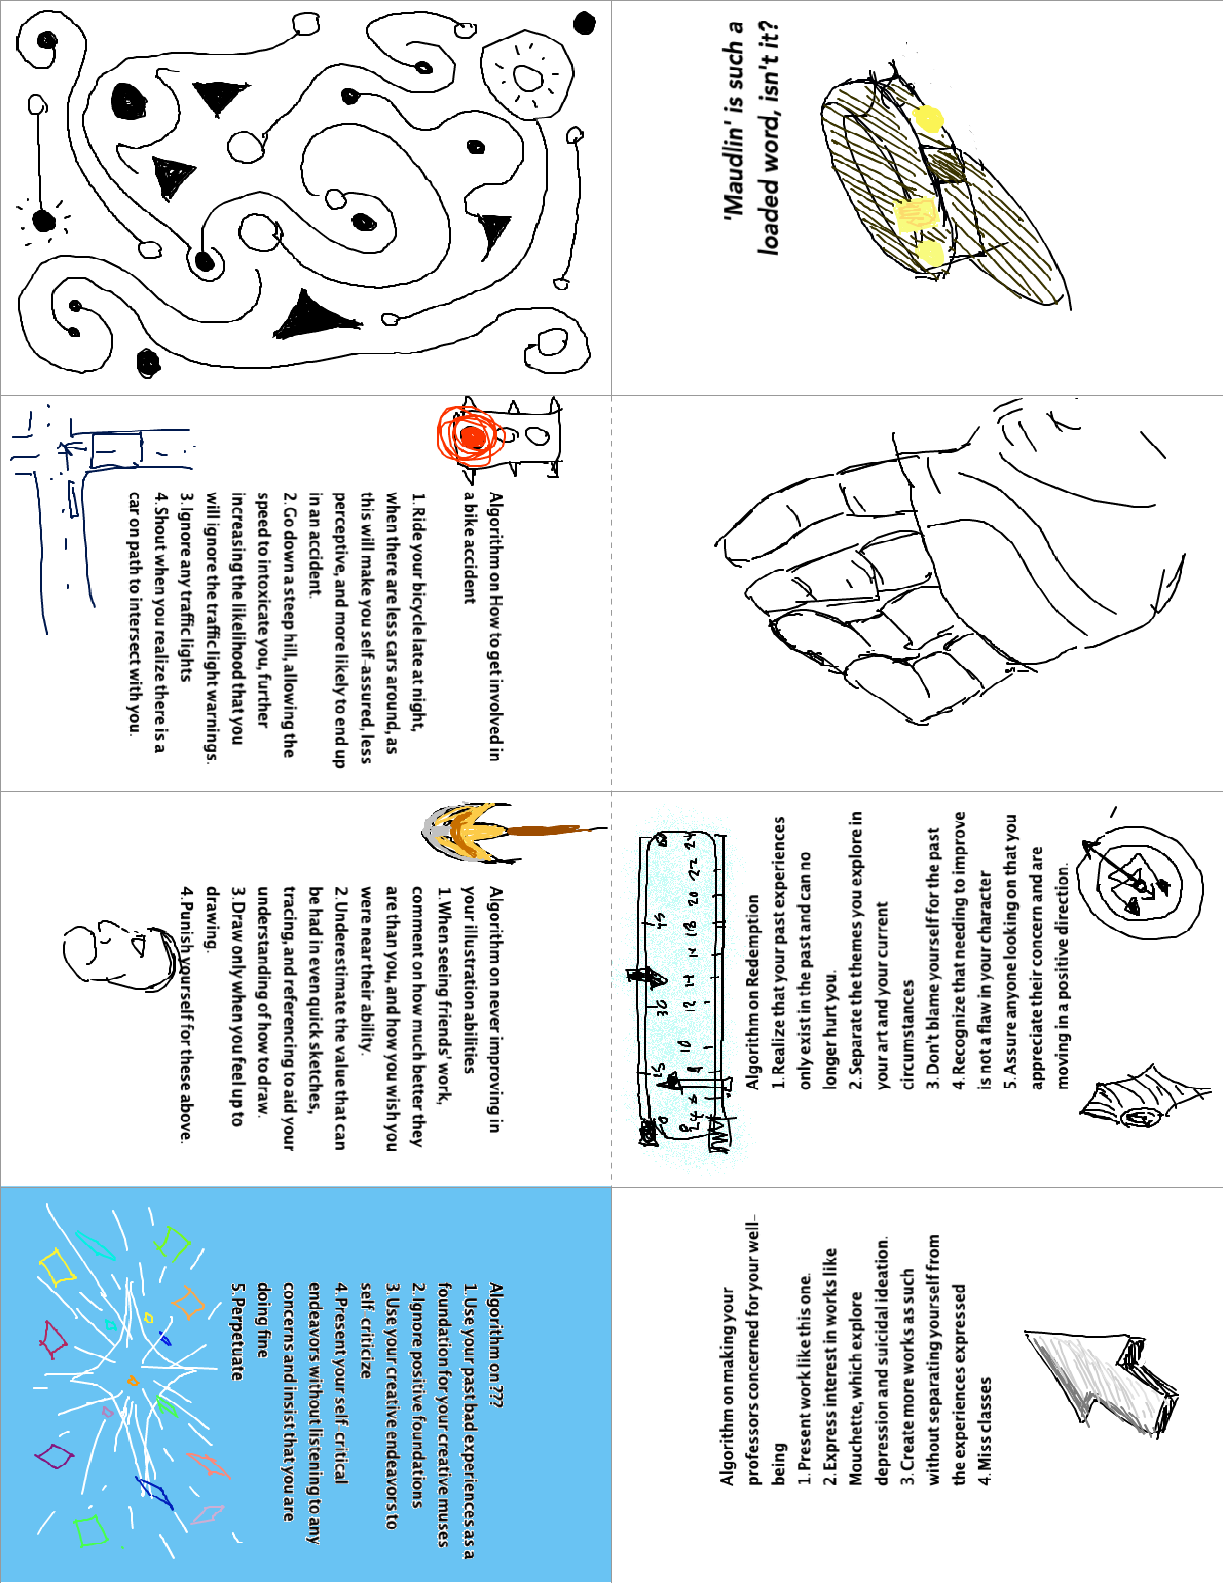 Algorithm on How to get involved in
a bike accident
1. Ride your bicycle late at night,
when there are less cars around, as
this will make you self-assured, less
perceptive, and more likely to end up
in an accident.
2. Go down a steep hill, allowing the
speed to intoxicate you, further
increasing the likelihood that you
will ignore the traffic light warnings.
3. Ignore any traffic lights
4. Shout when you realize there is a
car on path to intersect with you.
Algorithm on never improving in
your illustration abilities
1. When seeing friends' work,
comment on how much better they
are than you, and how you wish you
were near their ability.
2. Underestimate the value that can
be had in even quick sketches,
tracing, and referencing to aid your
understanding of how to draw.
3. Draw only when you feel up to
drawing.
4. Punish yourself for these above.
Algorithm on ???
1. Use your past bad experiences as a
foundation for your creative muses
2. Ignore positive foundations
3. Use your creative endeavors to
self-criticize
4. Present your self-critical
endeavors without listening to any
concerns and insist that you are
doing fine
5. Perpetuate
Algorithm on making your
professors concerned for your well-
being
1. Present work like this one.
2. Express interest in works like
Mouchette, which explore
depression and suicidal ideation.
3. Create more works as such
without separating yourself from
the experiences expressed
4. Miss classes
15 30 45
2 4 8 10 12 14 18 20 22 24
Algorithm on Redemption
1. Realize that your past experiences
only exist in the past and can no
longer hurt you.
2. Separate the themes you explore in
your art and your current
circumstances
3. Don't blame yourself for the past
4. Recognize that needing to improve
is not a flaw in your character
5. Assure anyone looking on that you
appreciate their concern and are
moving in a positive direction.
'Maudlin' is such a
loaded word, isn't it?